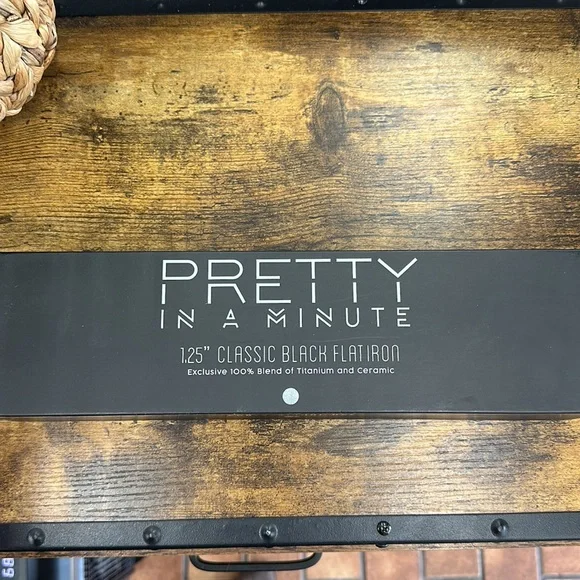 PRETTY
IN A MINUTE
1.25" CLASSIC BLACK FLATIRON
Exclusive 100% Blend of Titanium and Ceramic